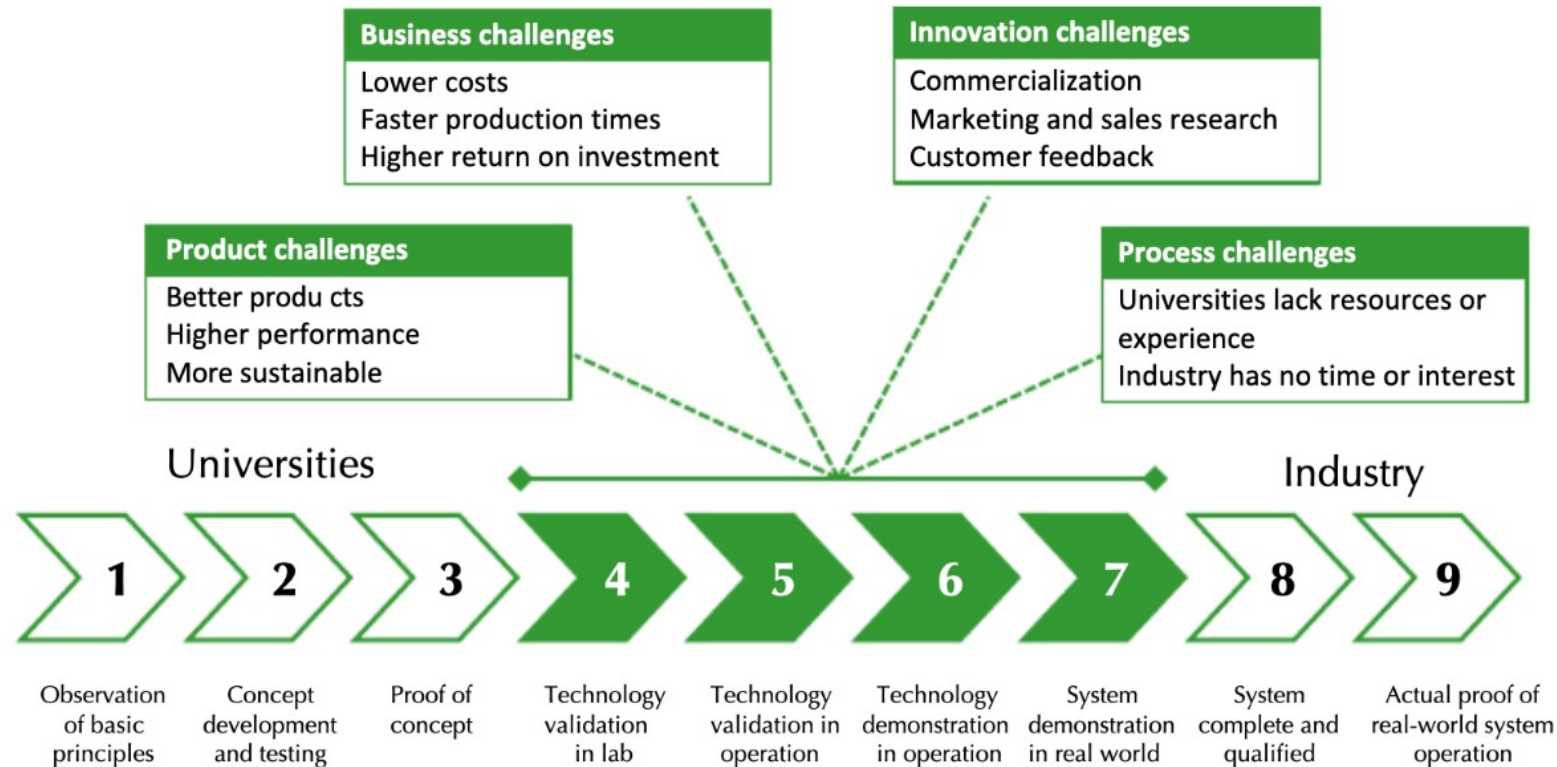 Business challenges
Lower costs
Faster production times
Higher return on investment
Innovation challenges
Commercialization
Marketing and sales research
Customer feedback
Product challenges
Better produ cts
Higher performance
More sustainable
Process challenges
Universities lack resources or
experience
Industry has no time or interest
Universities
Industry
1
2
3
4
5
6
7
8
9
Observation
of basic
principles
Concept
development
and testing
Proof of
concept
Technology
validation
in lab
Technology
validation in
operation
Technology
demonstration
in operation
System
demonstration
in real world
System
complete and
qualified
Actual proof of
real-world system
operation